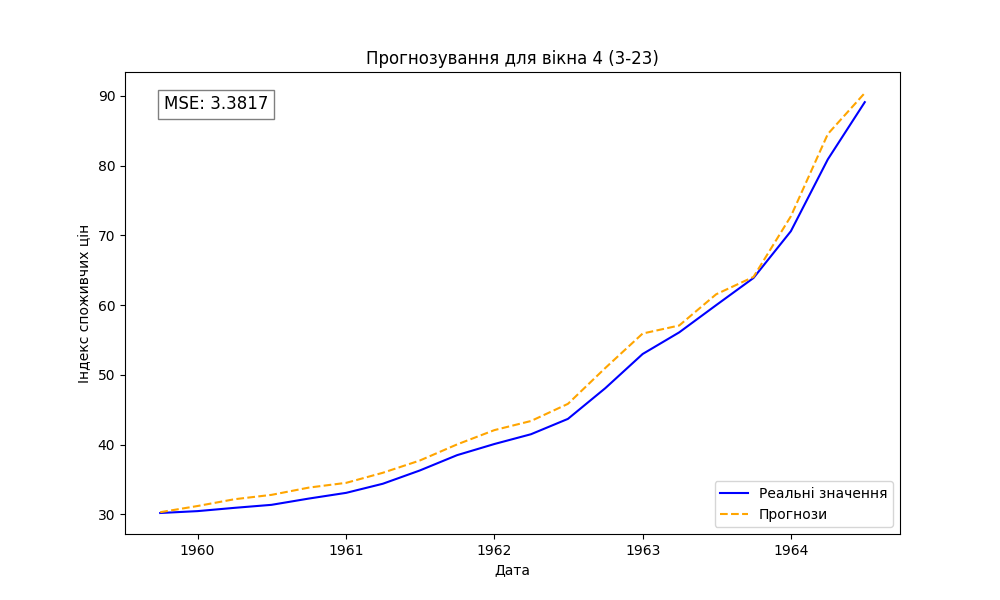 Прогнозування для вікна 4 (3-23)
MSE: 3.3817
90
80
70
60
50
40
30
Індекс споживчих цін
1960
1961
1962
1963
1964
Дата
Реальні значення
Прогнози